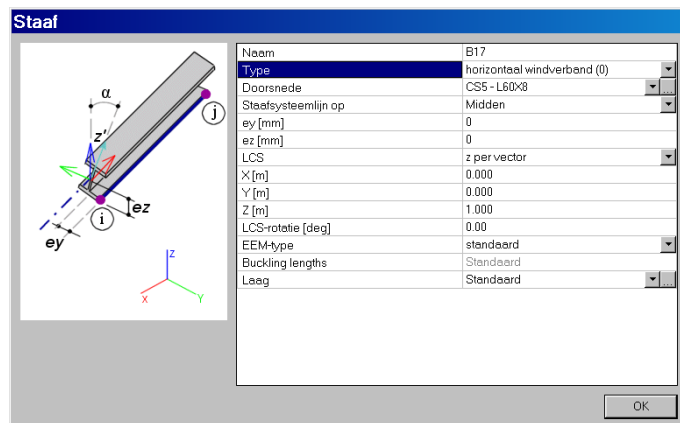 Staaf
α
z'
j
i
ez
ey
z
x
Y
Naam B17
Type horizontaal windverband (0)
Doorsnede CS5 - L60X8 ...
Staafsysteemlijn op Midden
ey [mm] 0
ez [mm] 0
LCS z per vector
X [m] 0.000
Y [m] 0.000
Z [m] 1.000
LCS-rotatie [deg] 0.00
EEM-type standaard
Buckling lengths Standaard
Laag Standaard ...
OK